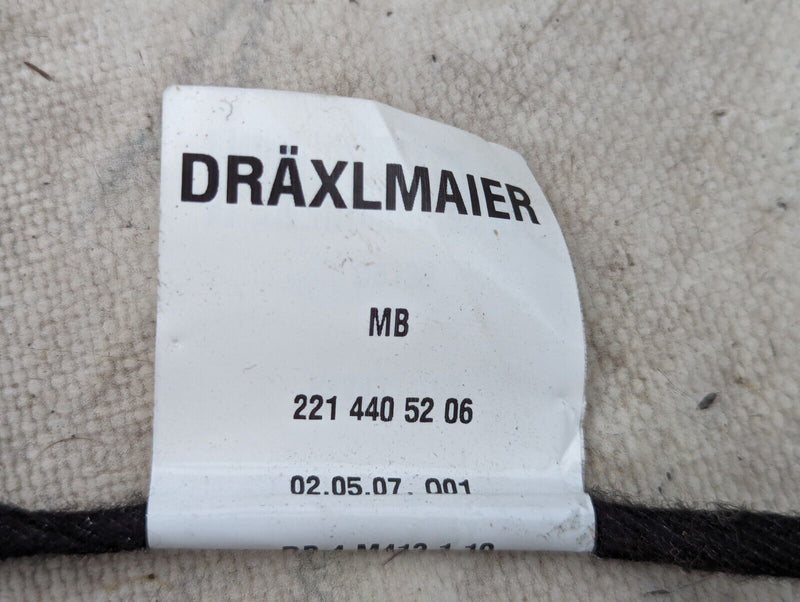 DRÄXLMAIER
MB
221 440 52 06
02.05.07. 001